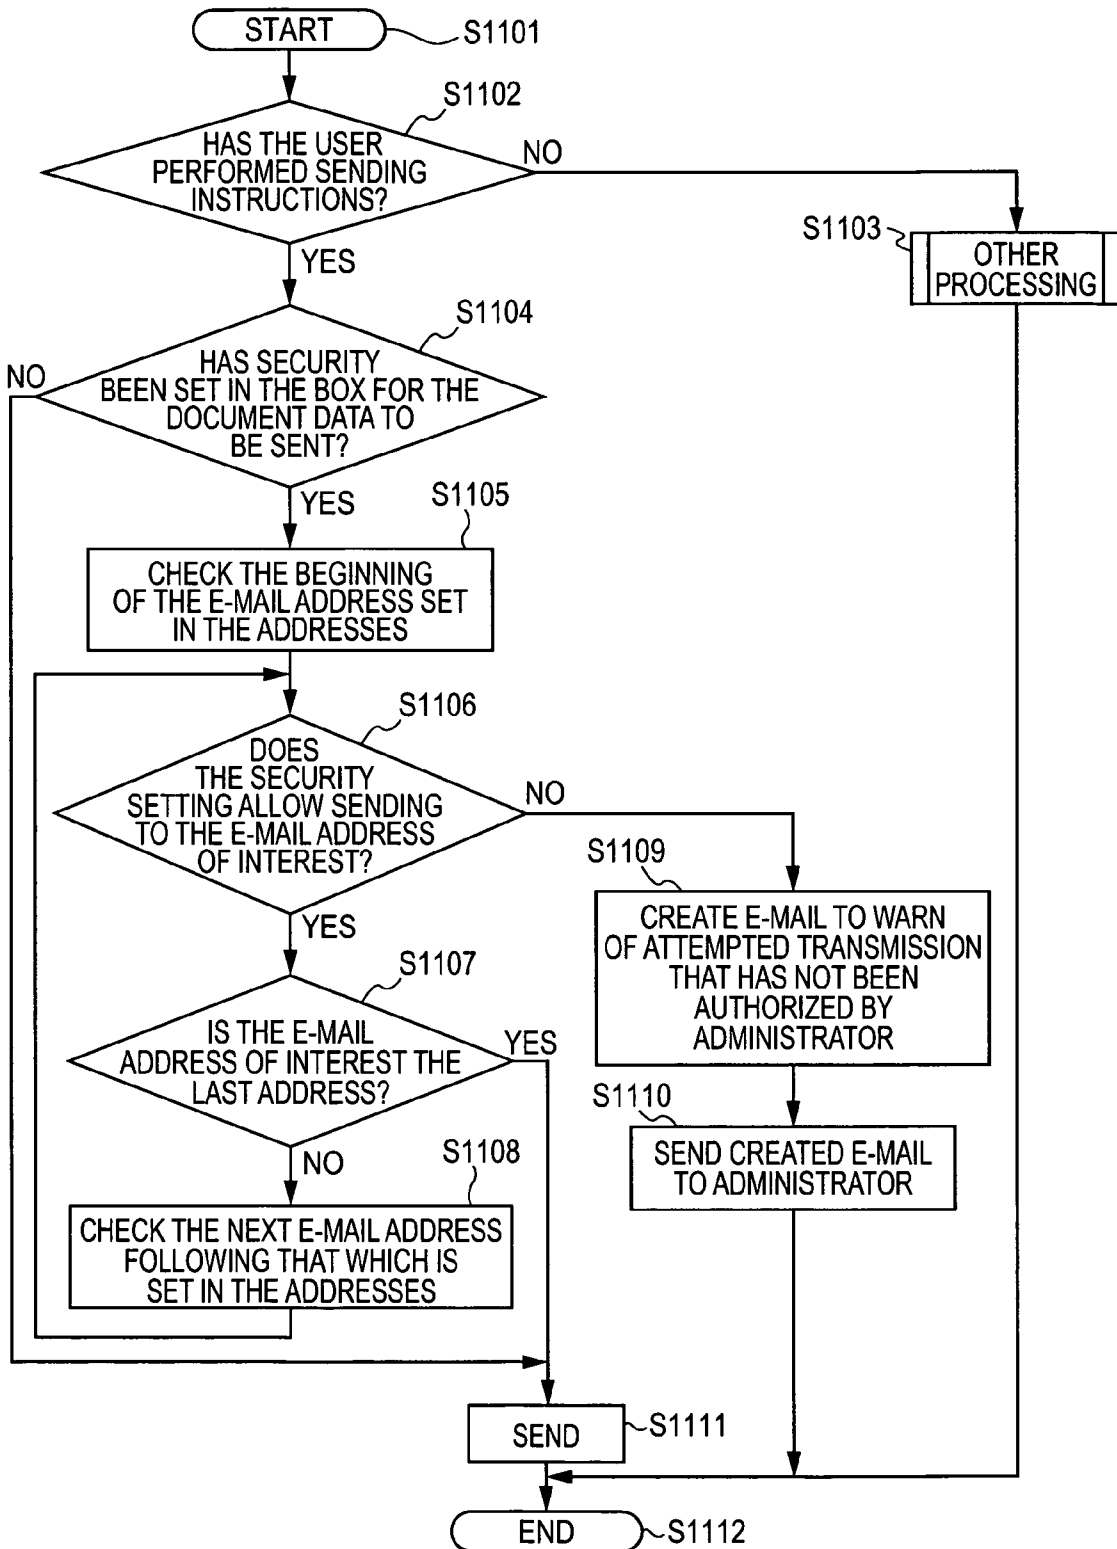 START
S1101
S1102
HAS THE USER
PERFORMED SENDING
INSTRUCTIONS?
NO
YES
S1103
OTHER
PROCESSING
S1104
HAS SECURITY
BEEN SET IN THE BOX FOR THE
DOCUMENT DATA TO
BE SENT?
NO
YES
S1105
CHECK THE BEGINNING
OF THE E-MAIL ADDRESS SET
IN THE ADDRESSES
S1106
DOES
THE SECURITY
SETTING ALLOW SENDING
TO THE E-MAIL ADDRESS
OF INTEREST?
NO
YES
S1109
CREATE E-MAIL TO WARN
OF ATTEMPTED TRANSMISSION
THAT HAS NOT BEEN
AUTHORIZED BY
ADMINISTRATOR
S1107
IS THE E-MAIL
ADDRESS OF INTEREST THE
LAST ADDRESS?
YES
NO
S1110
SEND CREATED E-MAIL
TO ADMINISTRATOR
S1108
CHECK THE NEXT E-MAIL ADDRESS
FOLLOWING THAT WHICH IS
SET IN THE ADDRESSES
SEND
S1111
END
S1112